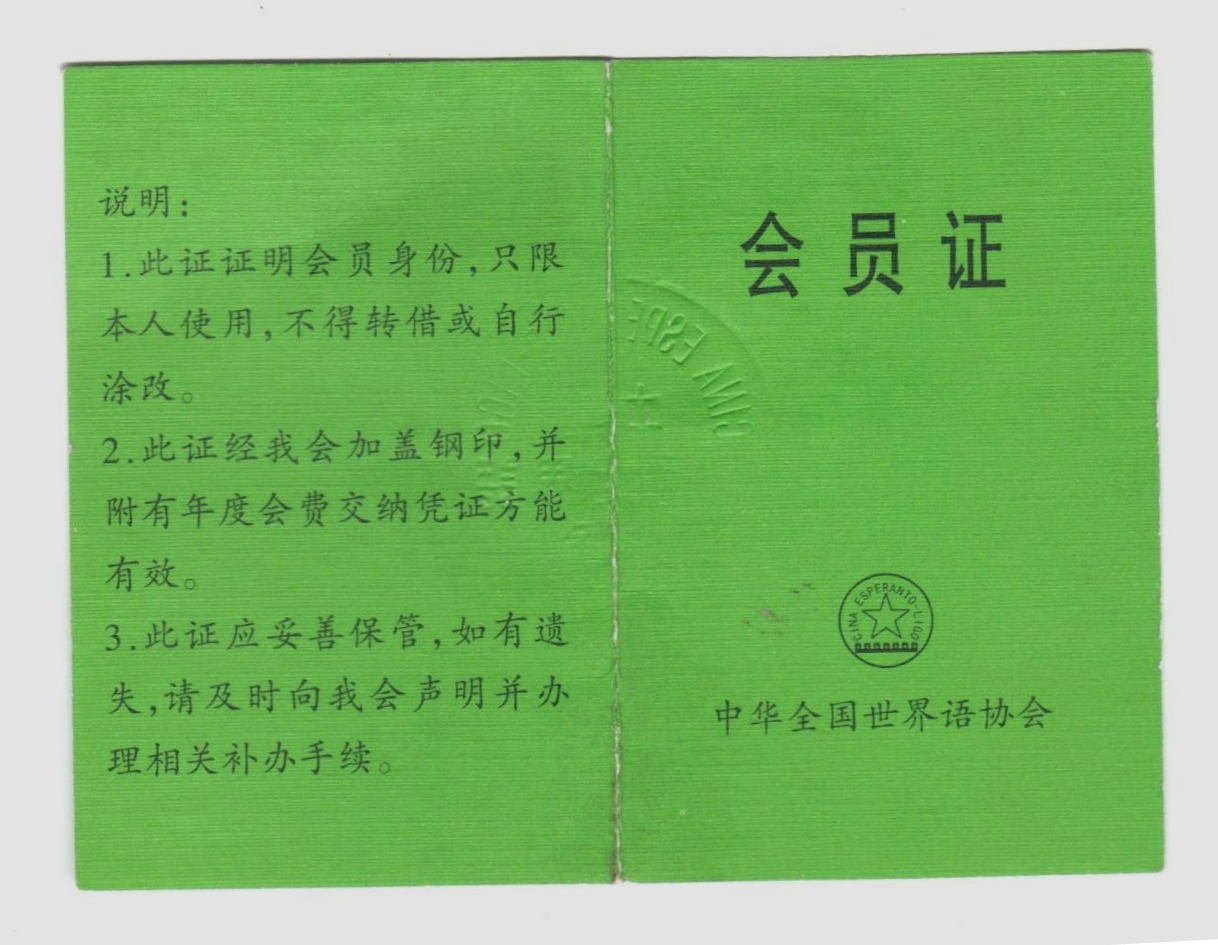 说明：
1.此证证明会员身份，只限
本人使用，不得转借或自行
涂改。
2.此证经我会加盖钢印，并
附有年度会费交纳凭证方能
有效。
3.此证应妥善保管，如有遗
失，请及时向我会声明并办
理相关补办手续。
会员证
ĈINA ESPERANTO-LIGO
中华全国世界语协会